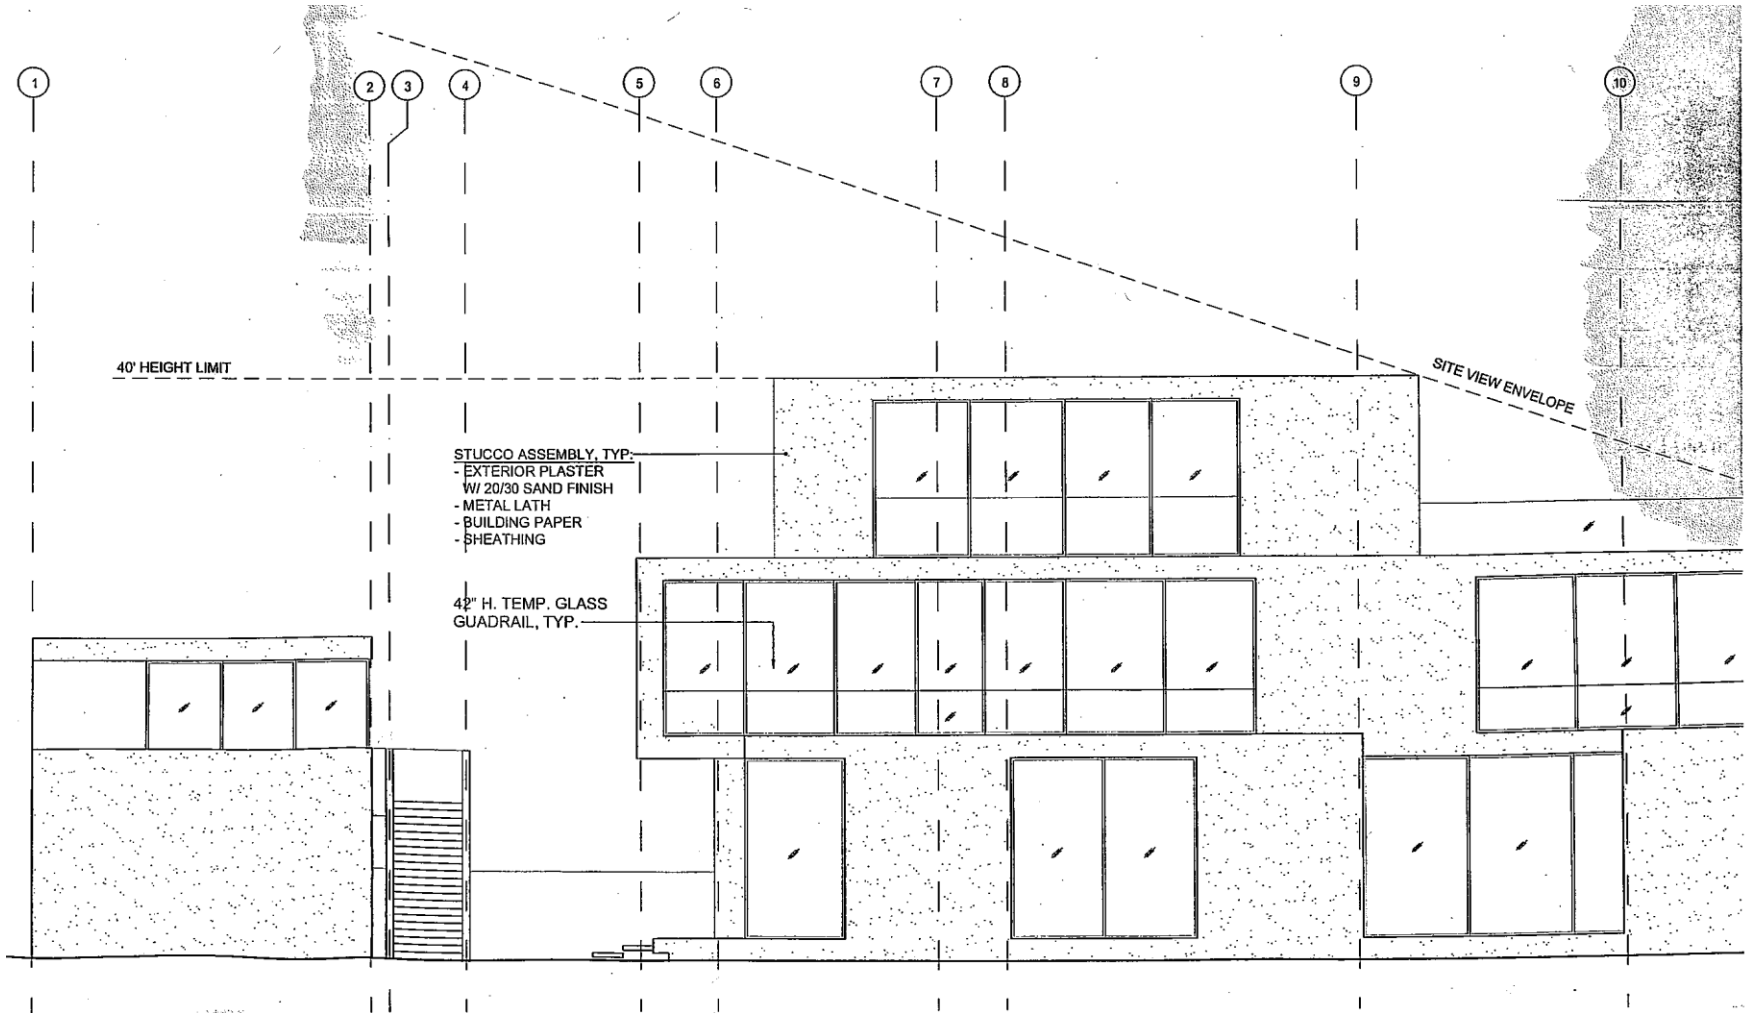 1
2
3
4
5
6
7
8
9
10
40' HEIGHT LIMIT
SITE VIEW ENVELOPE
STUCCO ASSEMBLY, TYP.
- EXTERIOR PLASTER
W/ 20/30 SAND FINISH
- METAL LATH
- BUILDING PAPER
- SHEATHING
42" H. TEMP. GLASS
GUADRAIL, TYP.